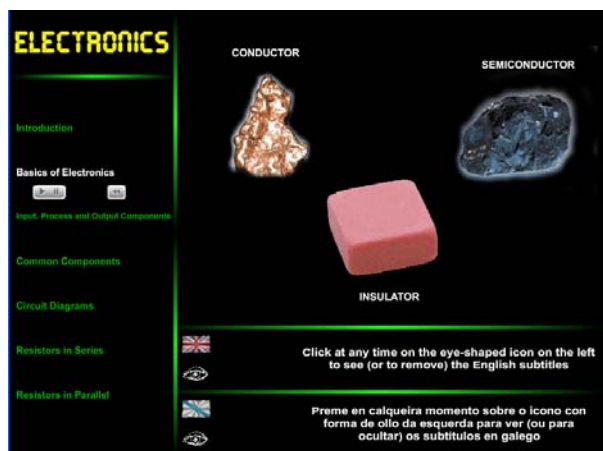 ELECTRONICS
Introduction
Basics of Electronics
Input, Process and Output Components
Common Components
Circuit Diagrams
Resistors in Series
Resistors in Parallel
CONDUCTOR
SEMICONDUCTOR
INSULATOR
Click at any time on the eye-shaped icon on the left
to see (or to remove) the English subtitles
Preme en calqueira momento sobre o icono con
forma de ollo da esquerda para ver (ou para
ocultar) os subtítulos en galego